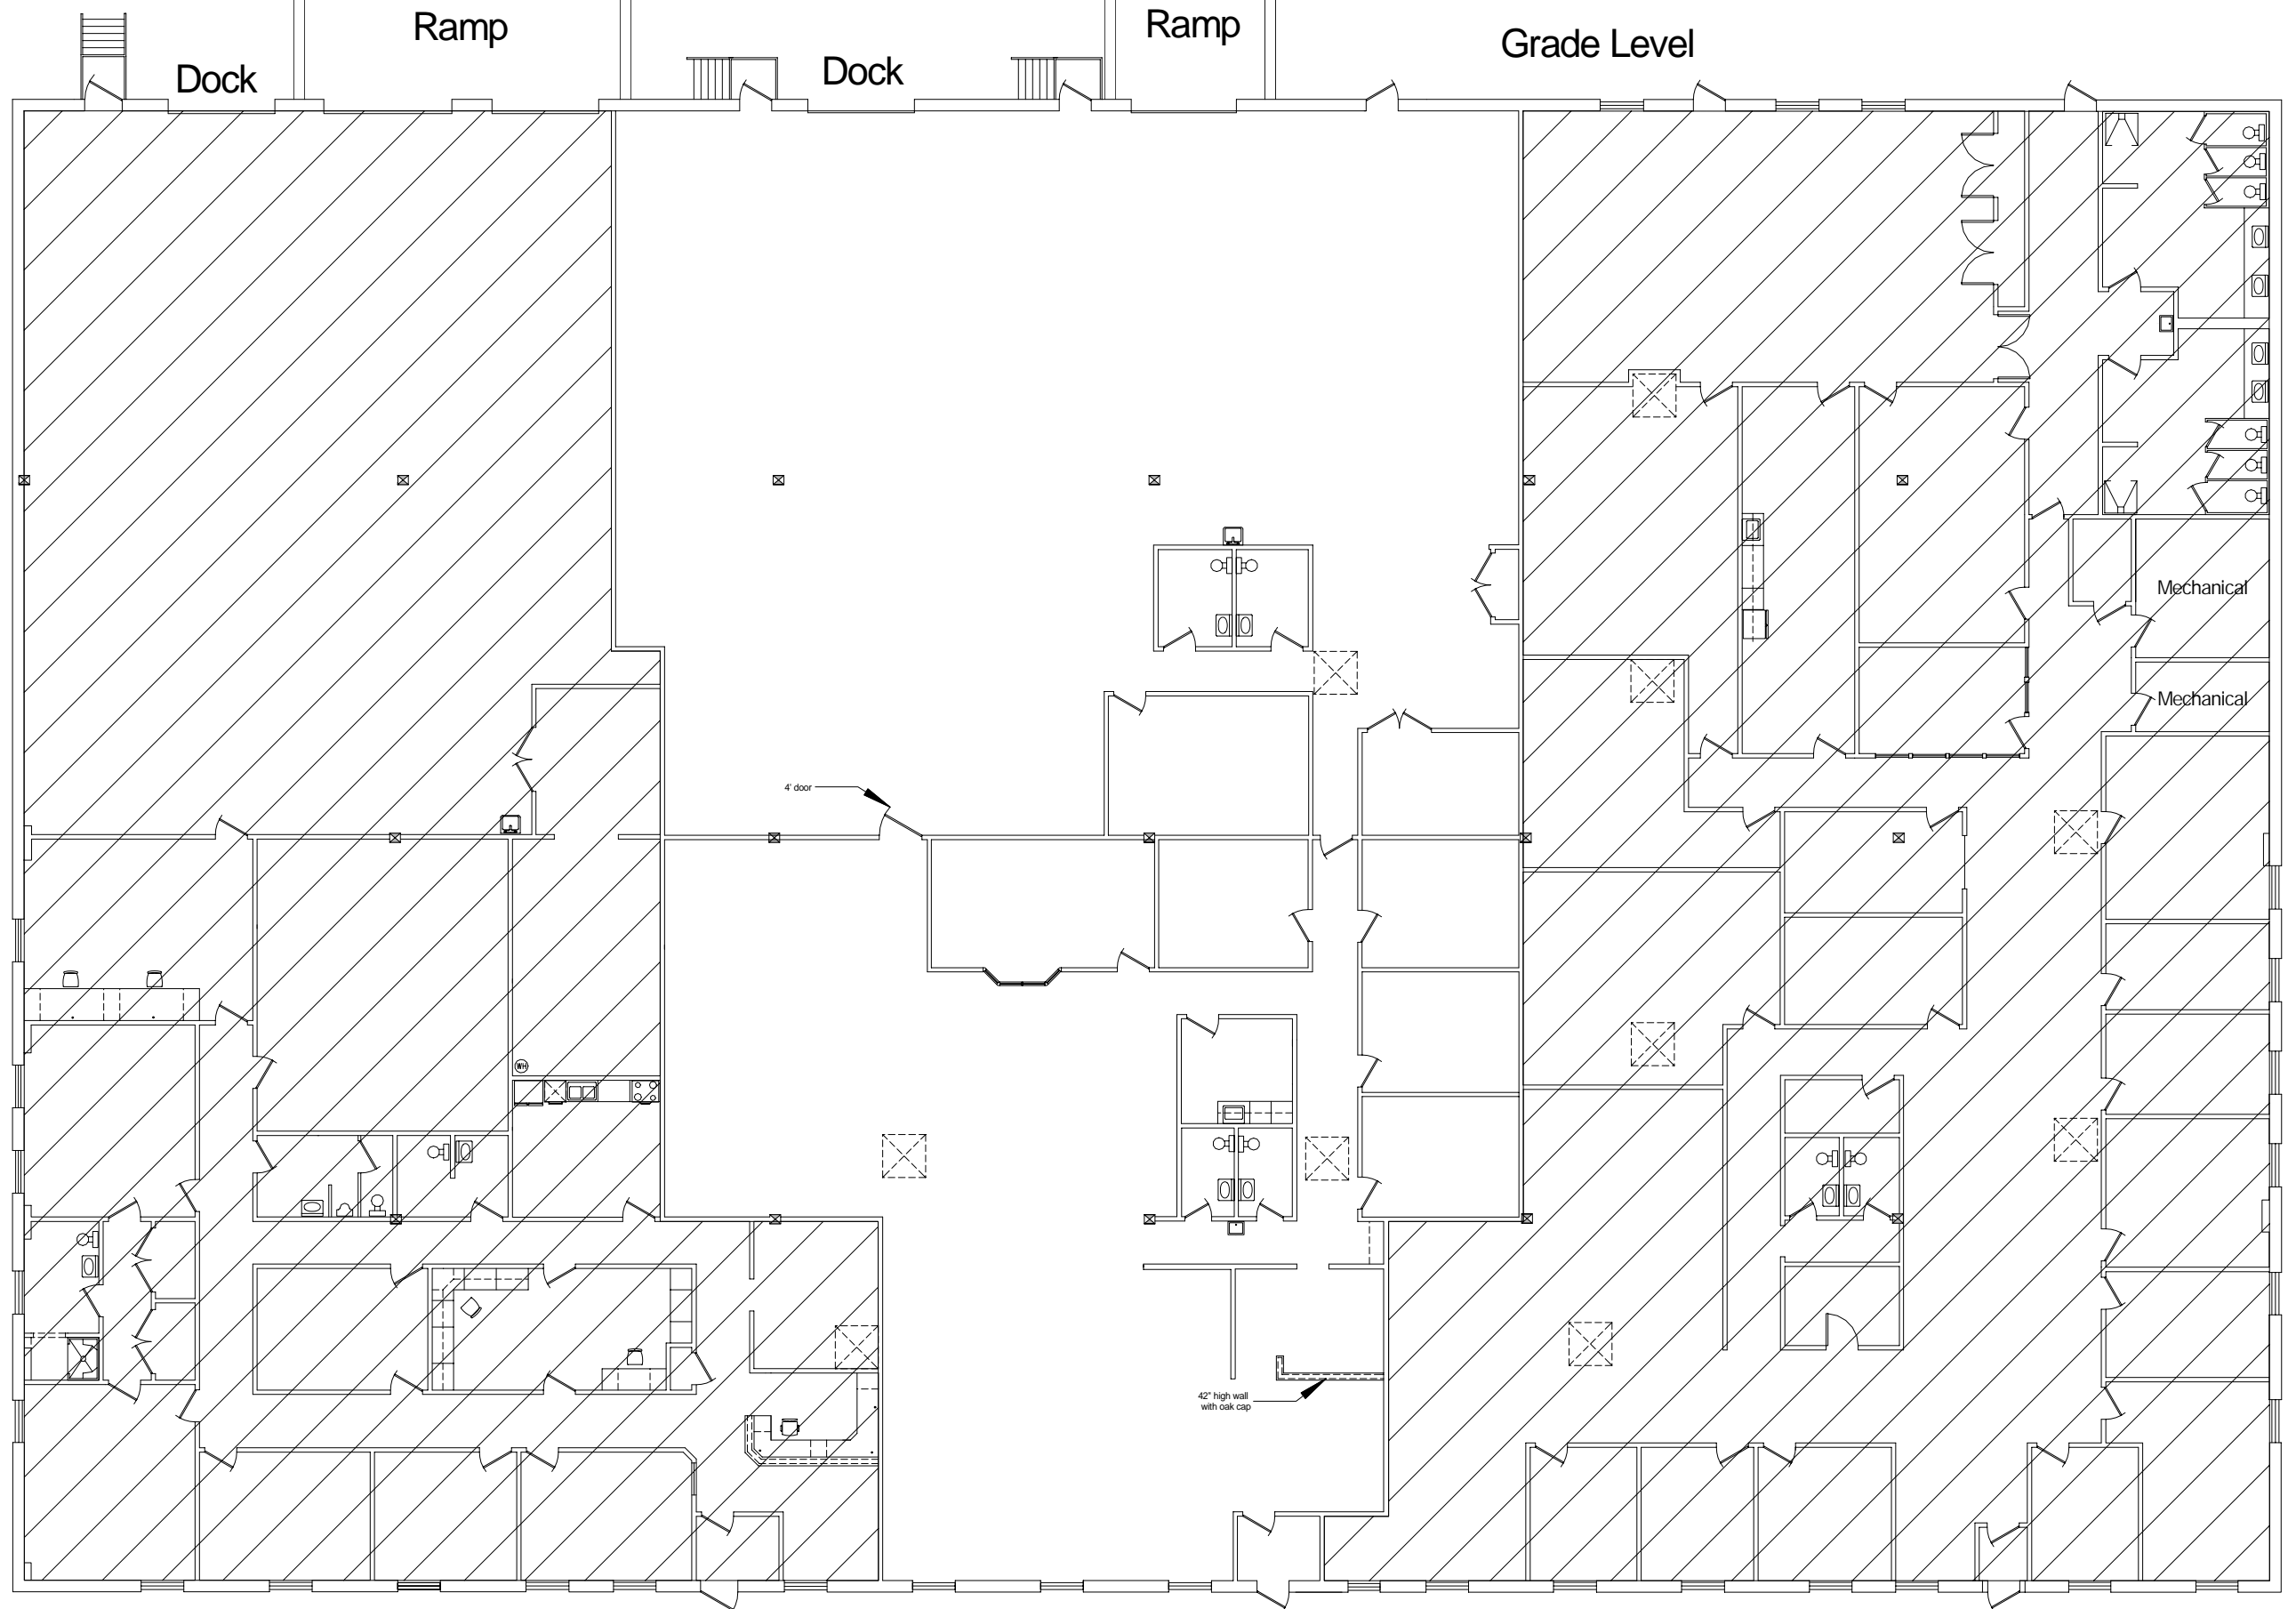 Ramp
Ramp
Grade Level
Dock
Dock
Mechanical
Mechanical
4' door
WH
42" high wall
with oak cap